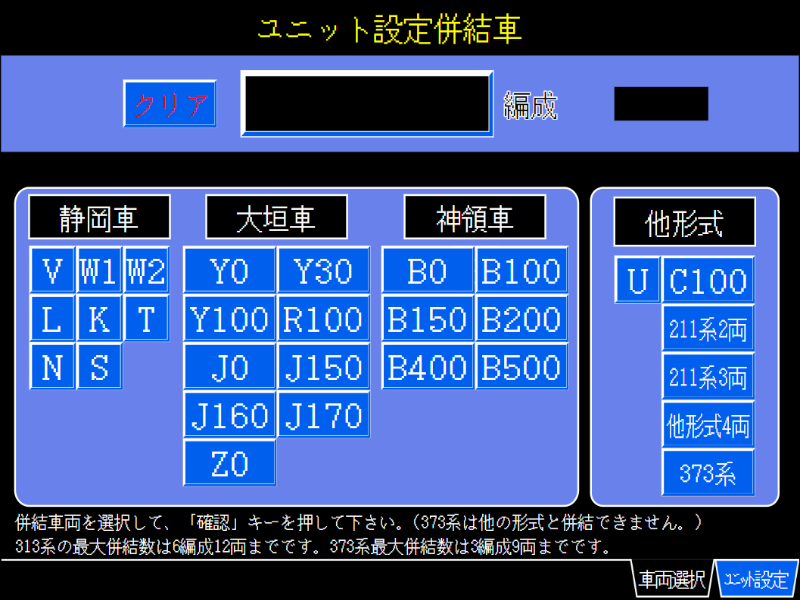 ユニット設定併結車
クリア 編成
静岡車 大垣車 神領車 他形式
V W1 W2 Y0 Y30 B0 B100 U C100
L K T Y100 R100 B150 B200 211系2両
N S J0 J150 B400 B500 211系3両
J160 J170 他形式4両
Z0 373系
併結車両を選択して、「確認」キーを押して下さい。(373系は他の形式と併結できません。)
313系の最大併結数は6編成12両までです。373系最大併結数は3編成9両までです。
車両選択 ユニット設定